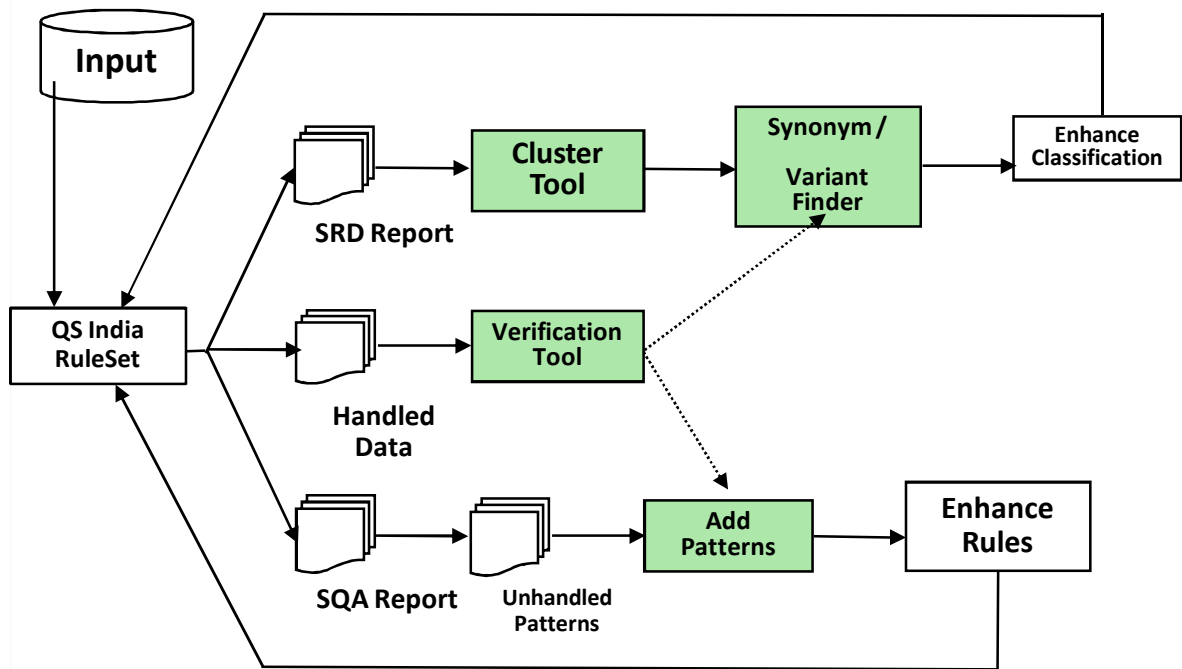 Input
Cluster
Tool
Synonym /
Variant
Finder
Enhance
Classification
SRD Report
QS India
RuleSet
Verification
Tool
Handled
Data
Add
Patterns
Enhance
Rules
SQA Report
Unhandled
Patterns